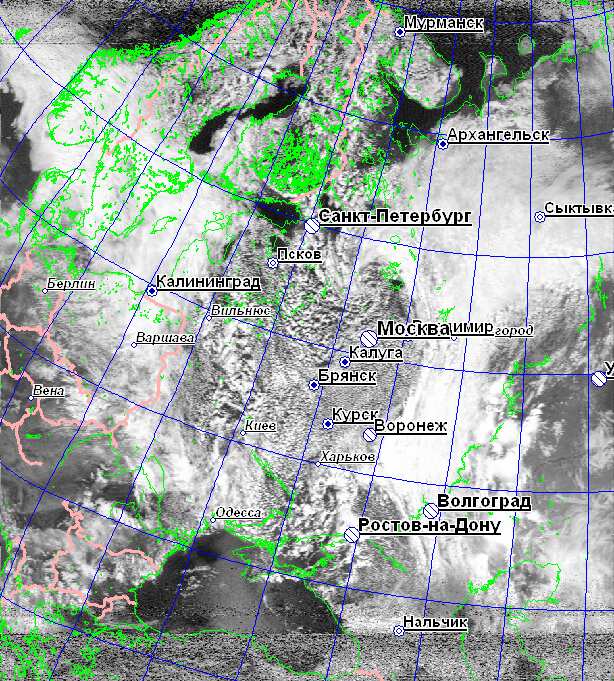 Мурманск
Архангельск
Сыктывк
Санкт-Петербург
Псков
Берлин
Калининград
Вильнюс
Москва
имир
город
Варшава
Калуга
У
Брянск
Вена
Курск
Киев
Воронеж
Харьков
Волгоград
Одесса
Ростов-на-Дону
Нальчик